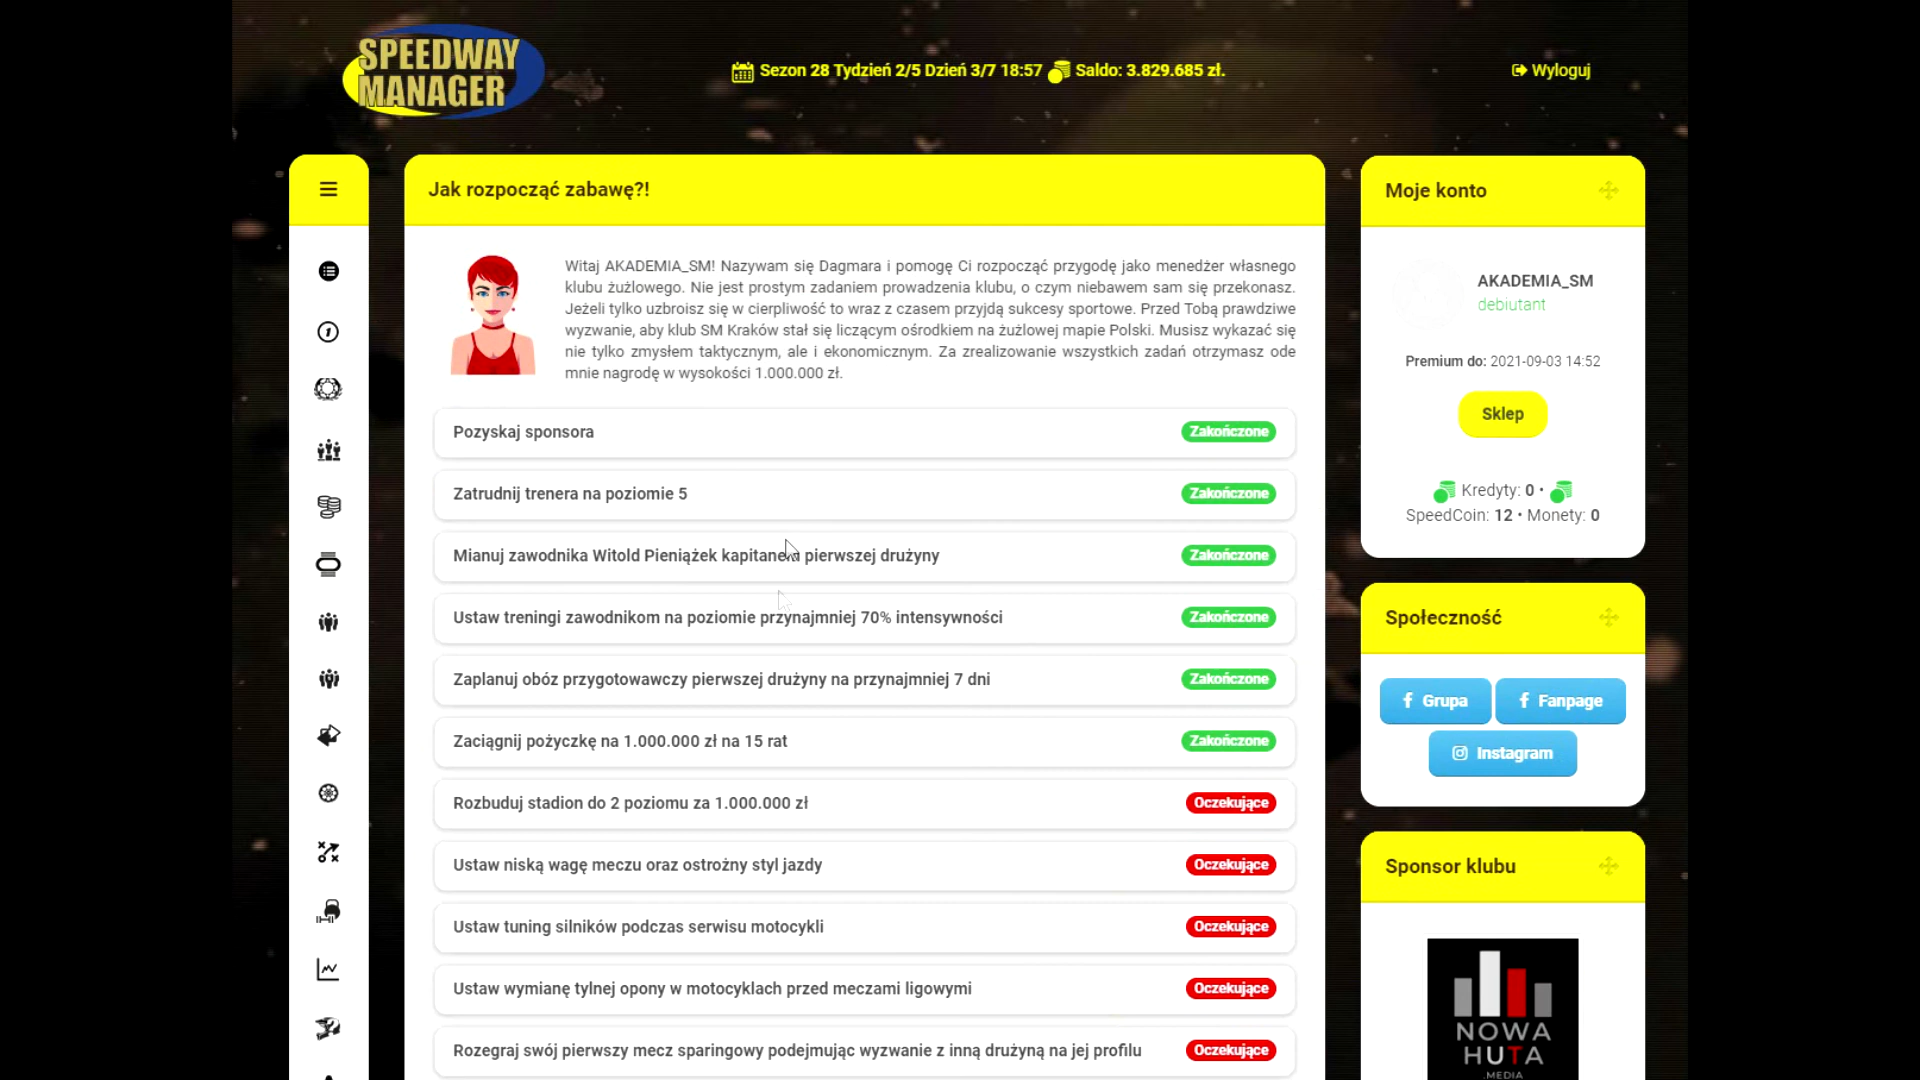 SPEEDWAY
MANAGER
Sezon 28 Tydzień 2/5 Dzień 3/7 18:57 Saldo: 3.829.685 zł.
Wyloguj
Jak rozpocząć zabawę?!
Witaj AKADEMIA_SM! Nazywam się Dagmara i pomogę Ci rozpocząć przygodę jako menedżer własnego
klubu żużlowego. Nie jest prostym zadaniem prowadzenia klubu, o czym niebawem sam się przekonasz.
Jeżeli tylko uzbroisz się w cierpliwość to wraz z czasem przyjdą sukcesy sportowe. Przed Tobą prawdziwe
wyzwanie, aby klub SM Kraków stał się liczącym ośrodkiem na żużlowej mapie Polski. Musisz wykazać się
nie tylko zmysłem taktycznym, ale i ekonomicznym. Za zrealizowanie wszystkich zadań otrzymasz ode
mnie nagrodę w wysokości 1.000.000 zł.
Pozyskaj sponsora Zakończone
Zatrudnij trenera na poziomie 5 Zakończone
Mianuj zawodnika Witold Pieniążek kapitanem pierwszej drużyny Zakończone
Ustaw treningi zawodnikom na poziomie przynajmniej 70% intensywności Zakończone
Zaplanuj obóz przygotowawczy pierwszej drużyny na przynajmniej 7 dni Zakończone
Zaciągnij pożyczkę na 1.000.000 zł na 15 rat Zakończone
Rozbuduj stadion do 2 poziomu za 1.000.000 zł Oczekujące
Ustaw niską wagę meczu oraz ostrożny styl jazdy Oczekujące
Ustaw tuning silników podczas serwisu motocykli Oczekujące
Ustaw wymianę tylnej opony w motocyklach przed meczami ligowymi Oczekujące
Rozegraj swój pierwszy mecz sparingowy podejmując wyzwanie z inną drużyną na jej profilu Oczekujące
Moje konto
AKADEMIA_SM
debiutant
Premium do: 2021-09-03 14:52
Sklep
Kredyty: 0 •
SpeedCoin: 12 • Monety: 0
Społeczność
Grupa
Fanpage
Instagram
Sponsor klubu
NOWA
HUTA
.MEDIA